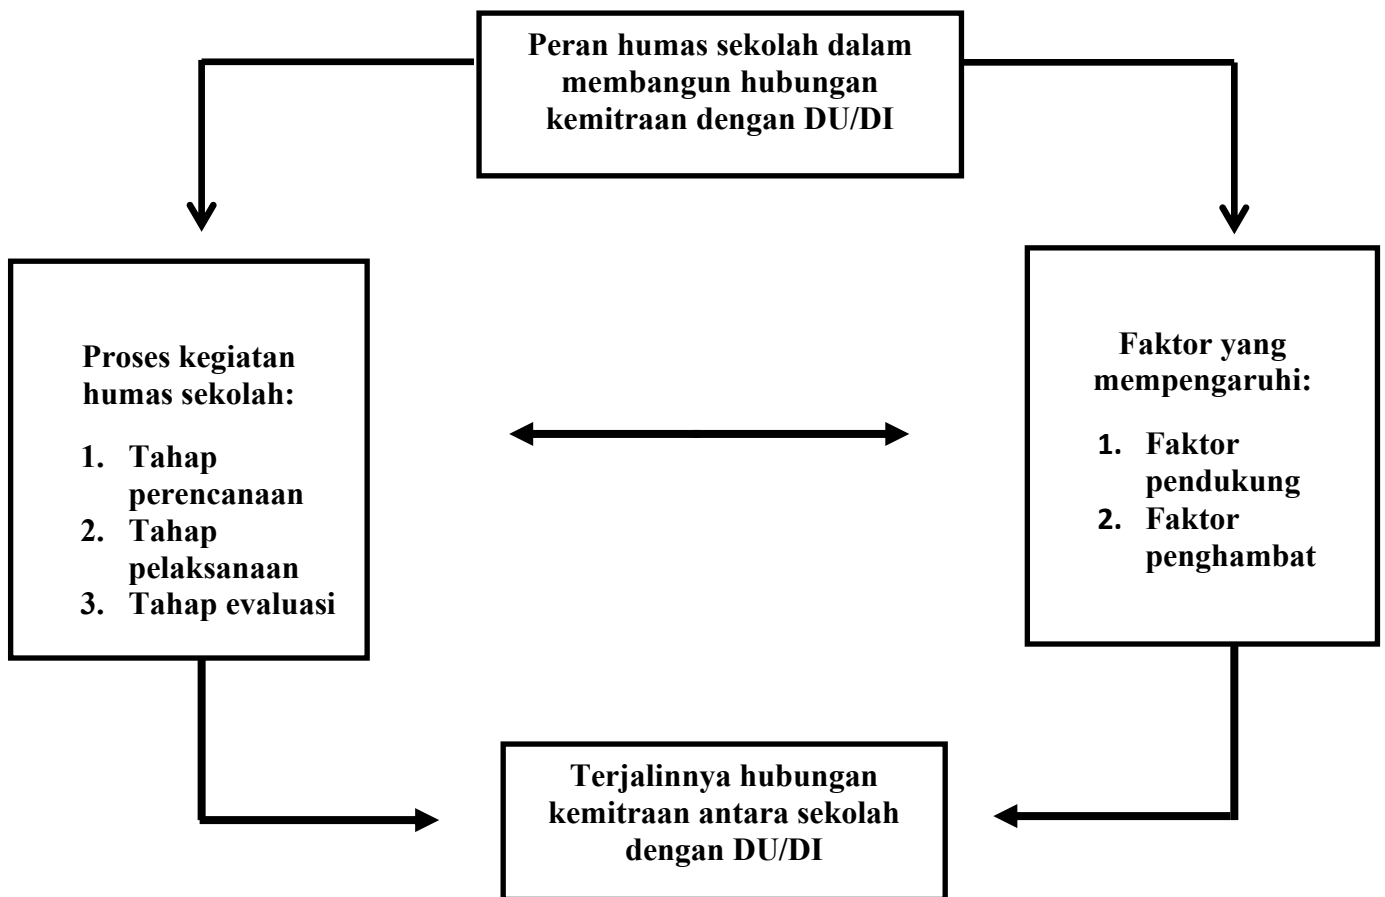 Peran humas sekolah dalam
membangun hubungan
kemitraan dengan DU/DI
Proses kegiatan
humas sekolah:
1. Tahap
perencanaan
2. Tahap
pelaksanaan
3. Tahap evaluasi
Faktor yang
mempengaruhi:
1. Faktor
pendukung
2. Faktor
penghambat
Terjalinnya hubungan
kemitraan antara sekolah
dengan DU/DI